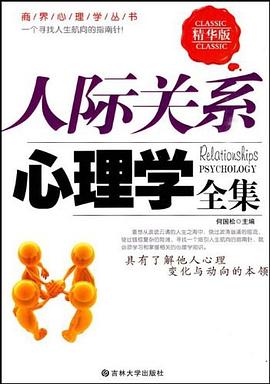 商界心理学丛书
一个寻找人生航向的指南针！
CLASSIC
精华版
CLASSIC
人际关系
Relationships
PSYCHOLOGY
心理学
全集
何国松 主编
具有了解他人心理
变化与动向的本领
吉林大学出版社